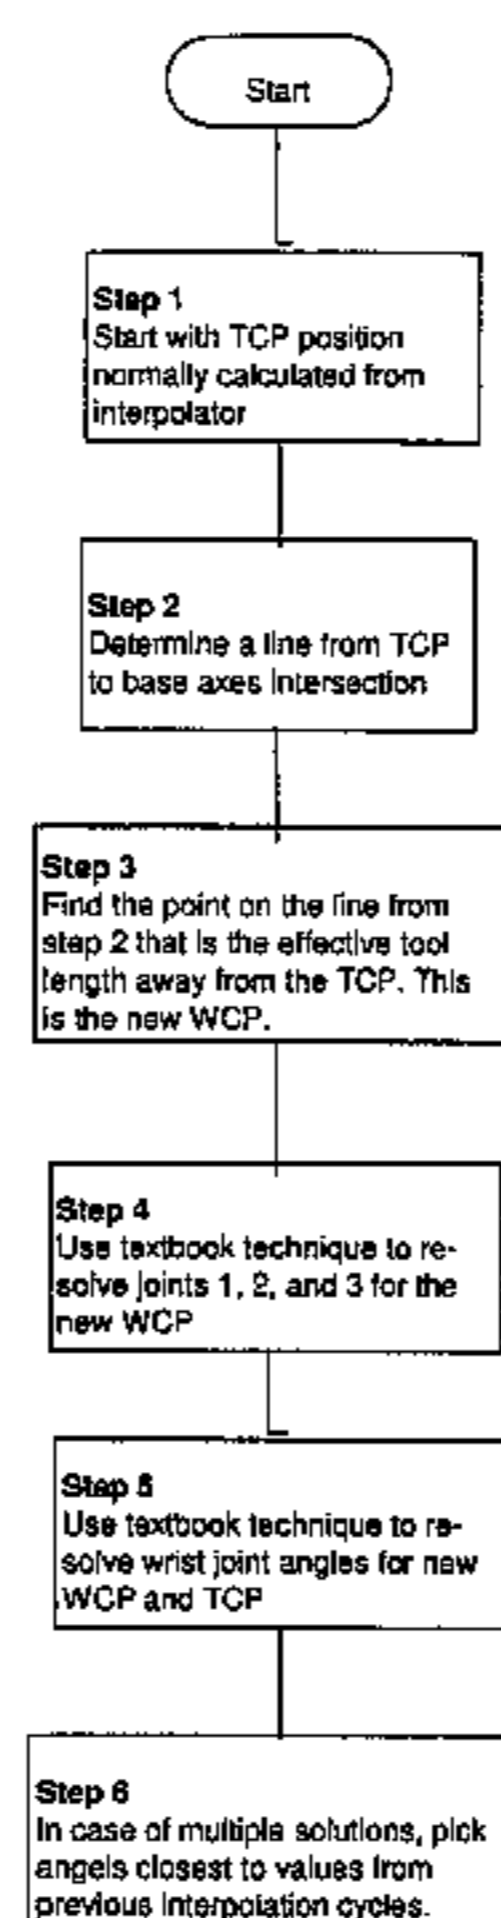 Start
Step 1
Start with TCP position
normally calculated from
interpolator
Step 2
Determine a line from TCP
to base axes intersection
Step 3
Find the point on the line from
step 2 that is the effective tool
length away from the TCP. This
is the new WCP.
Step 4
Use textbook technique to re-
solve joints 1, 2, and 3 for the
new WCP
Step 5
Use textbook technique to re-
solve wrist joint angles for new
WCP and TCP
Step 6
In case of multiple solutions, pick
angels closest to values from
previous interpolation cycles.